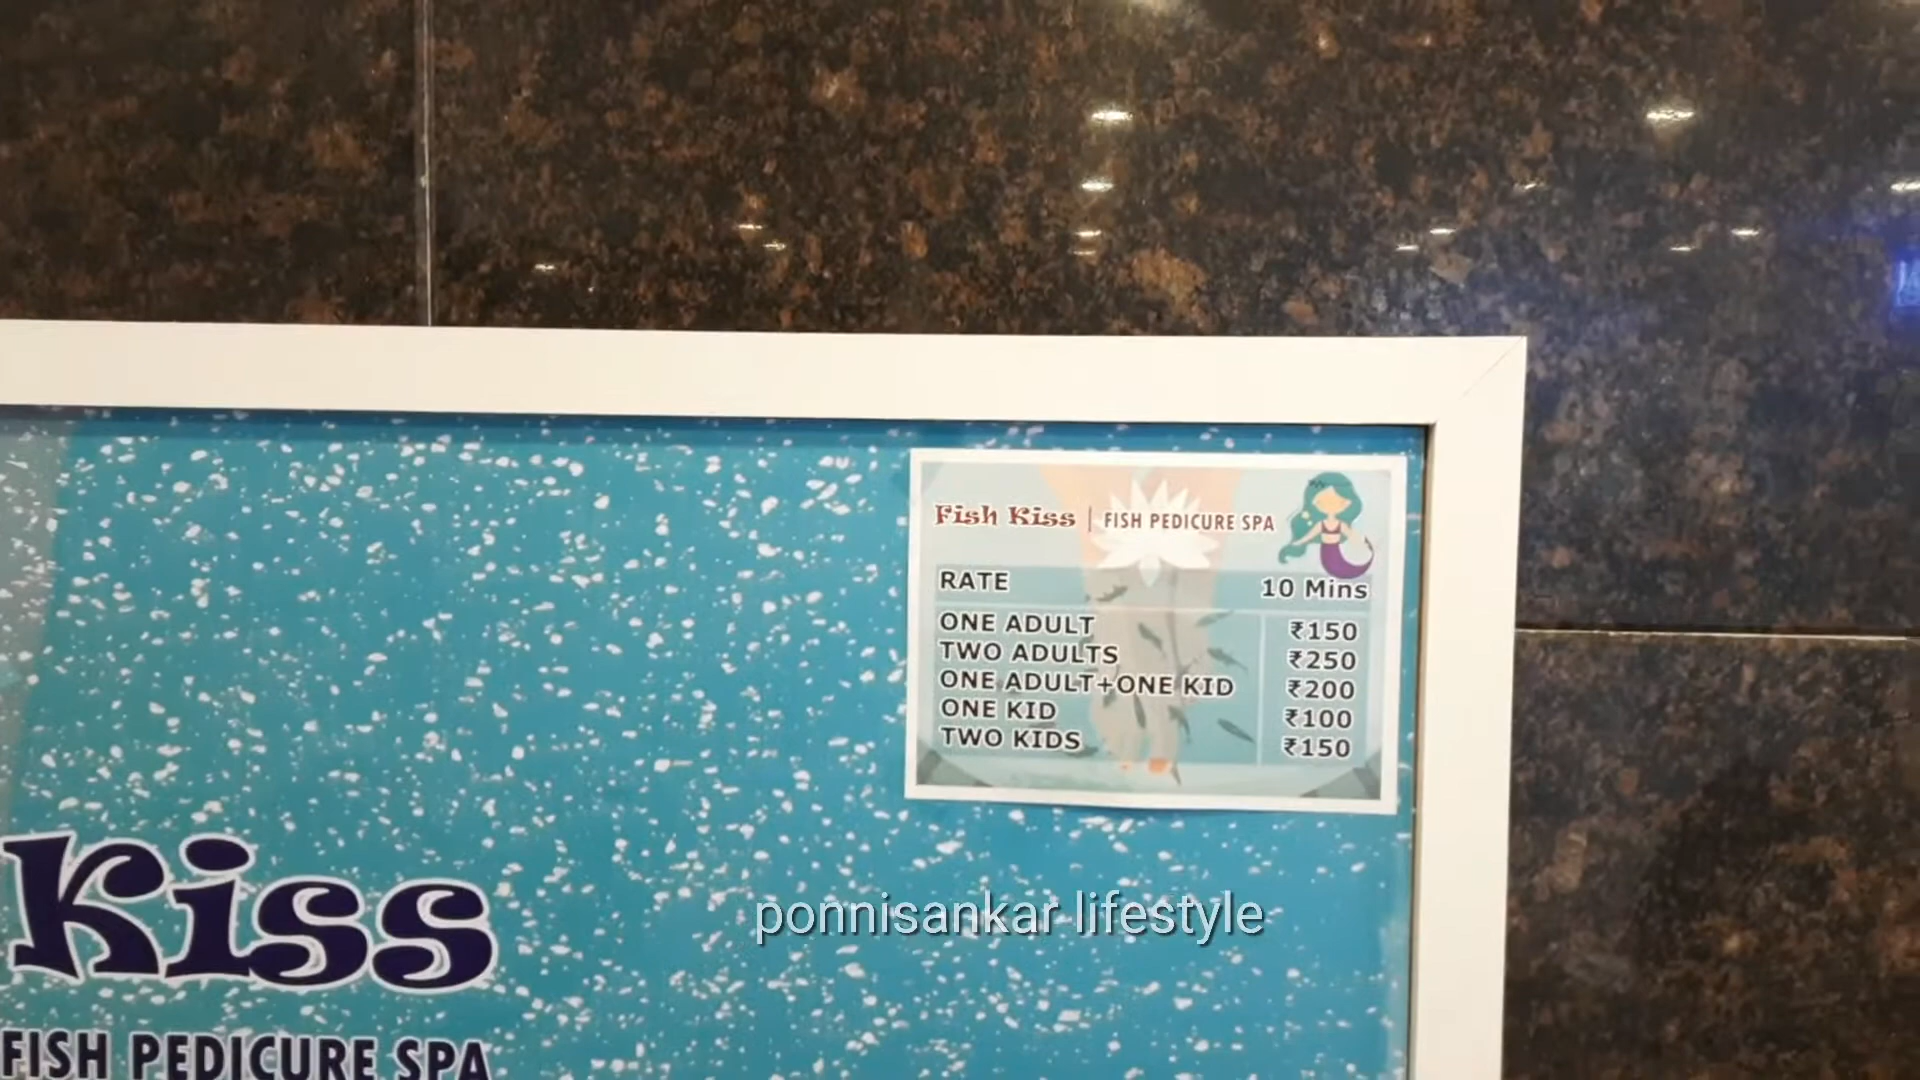 Fish Kiss | FISH PEDICURE SPA
RATE 10 Mins
ONE ADULT ₹150
TWO ADULTS ₹250
ONE ADULT+ONE KID ₹200
ONE KID ₹100
TWO KIDS ₹150
Kiss
FISH PEDICURE SPA
ponnisankar lifestyle